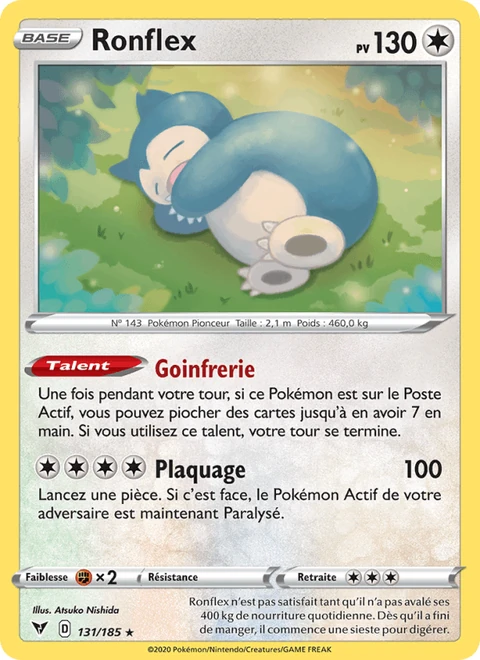 BASE Ronflex PV 130
N° 143 Pokémon Pionceur Taille : 2,1 m Poids : 460,0 kg
Talent Goinfrerie
Une fois pendant votre tour, si ce Pokémon est sur le Poste
Actif, vous pouvez piocher des cartes jusqu'à en avoir 7 en
main. Si vous utilisez ce talent, votre tour se termine.
Plaquage 100
Lancez une pièce. Si c'est face, le Pokémon Actif de votre
adversaire est maintenant Paralysé.
Faiblesse ×2 Résistance Retraite
Illus. Atsuko Nishida
D 131/185 ★
Ronflex n'est pas satisfait tant qu'il n'a pas avalé ses
400 kg de nourriture quotidienne. Dès qu'il a fini
de manger, il commence une sieste pour digérer.
©2020 Pokémon/Nintendo/Creatures/GAME FREAK